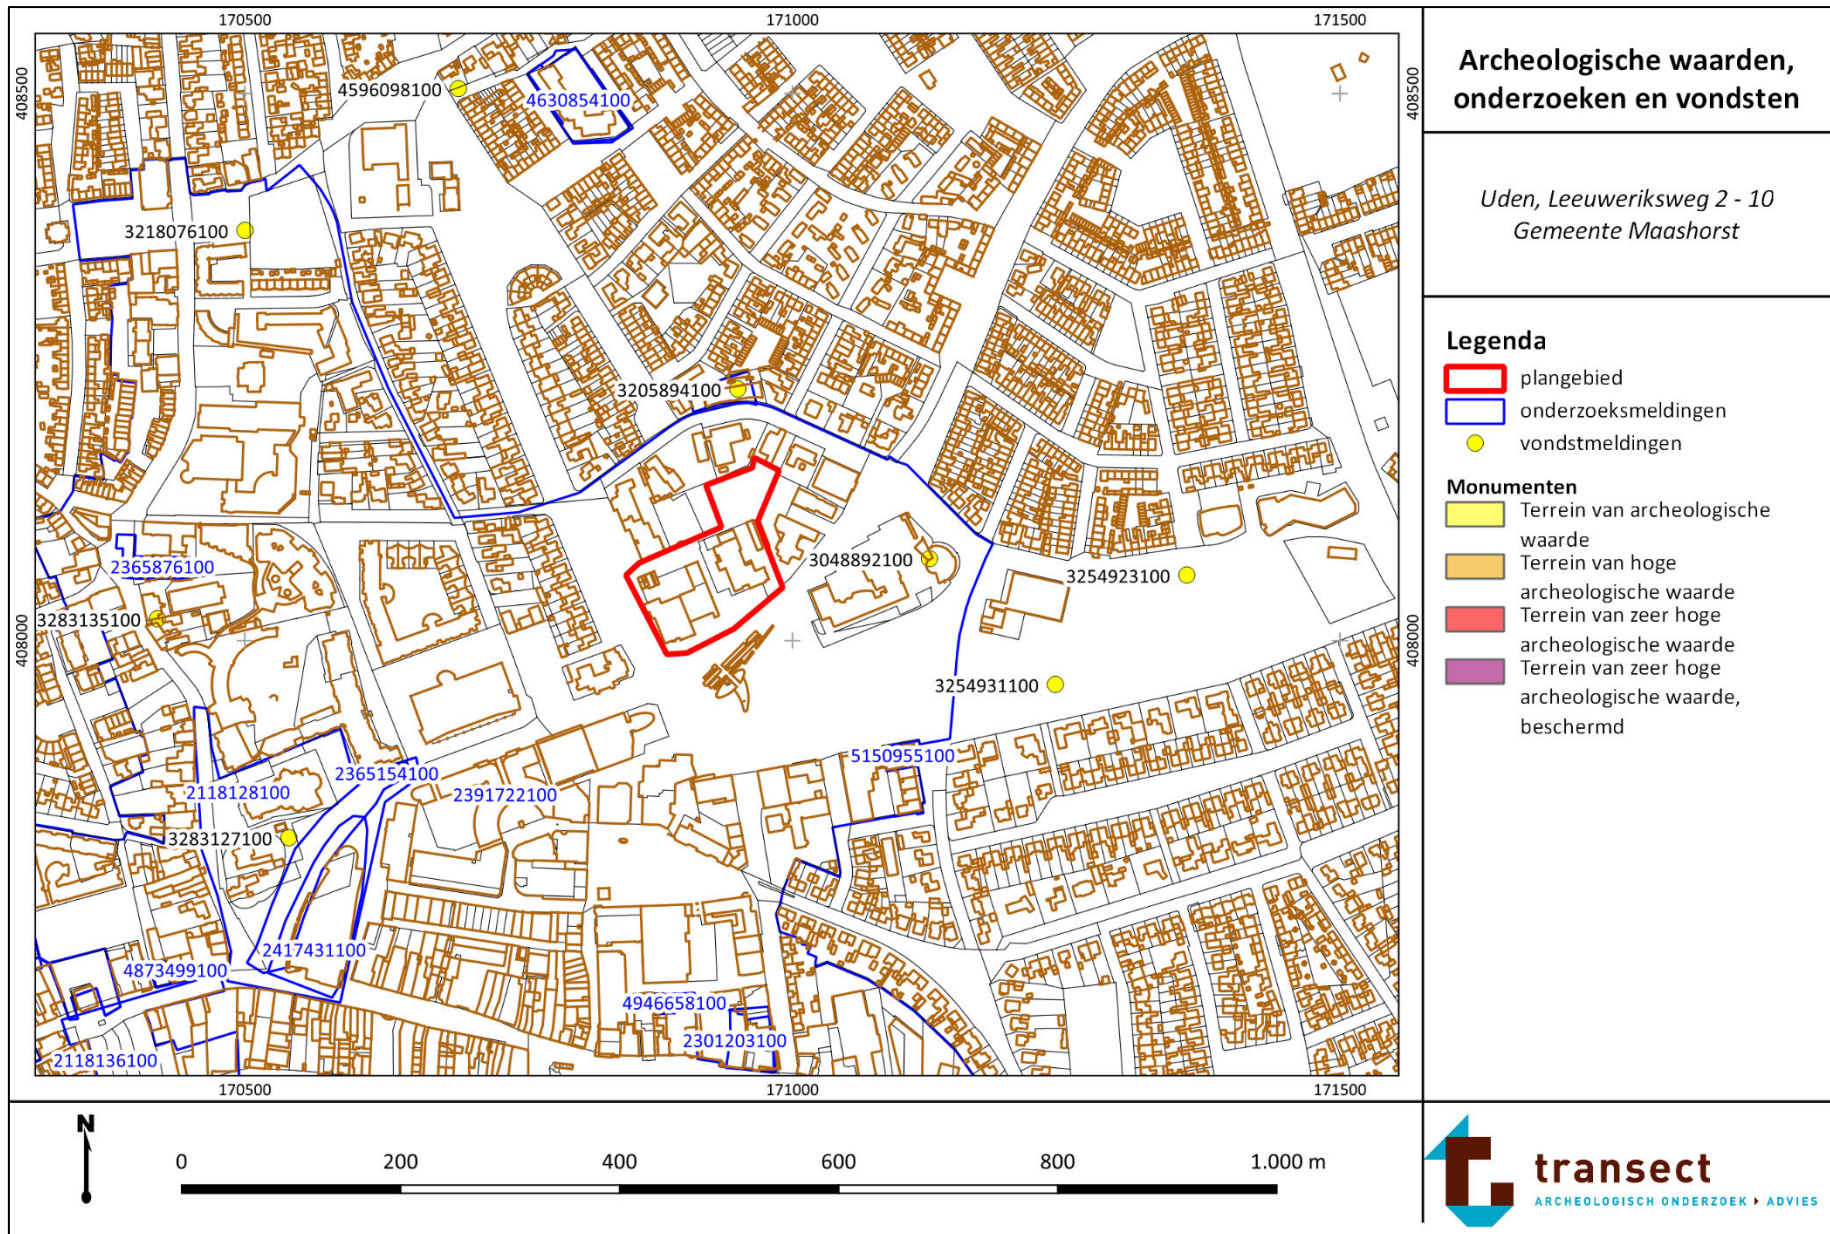 170500
171000
171500
408500
408500
4596098100
4630854100
3218076100
3205894100
2365876100
3048892100
3254923100
3283135100
408000
408000
3254931100
5150955100
2365154100
2118128100
2391722100
3283127100
2417431100
4873499100
4946658100
2301203100
2118136100
170500
171000
171500
Archeologische waarden,
onderzoeken en vondsten
Uden, Leeuweriksweg 2 - 10
Gemeente Maashorst
Legenda
plangebied
onderzoeksmeldingen
vondstmeldingen
Monumenten
Terrein van archeologische
waarde
Terrein van hoge
archeologische waarde
Terrein van zeer hoge
archeologische waarde
Terrein van zeer hoge
archeologische waarde,
beschermd
N
0 200 400 600 800 1.000 m
transect
ARCHEOLOGISCH ONDERZOEK ▸ ADVIES